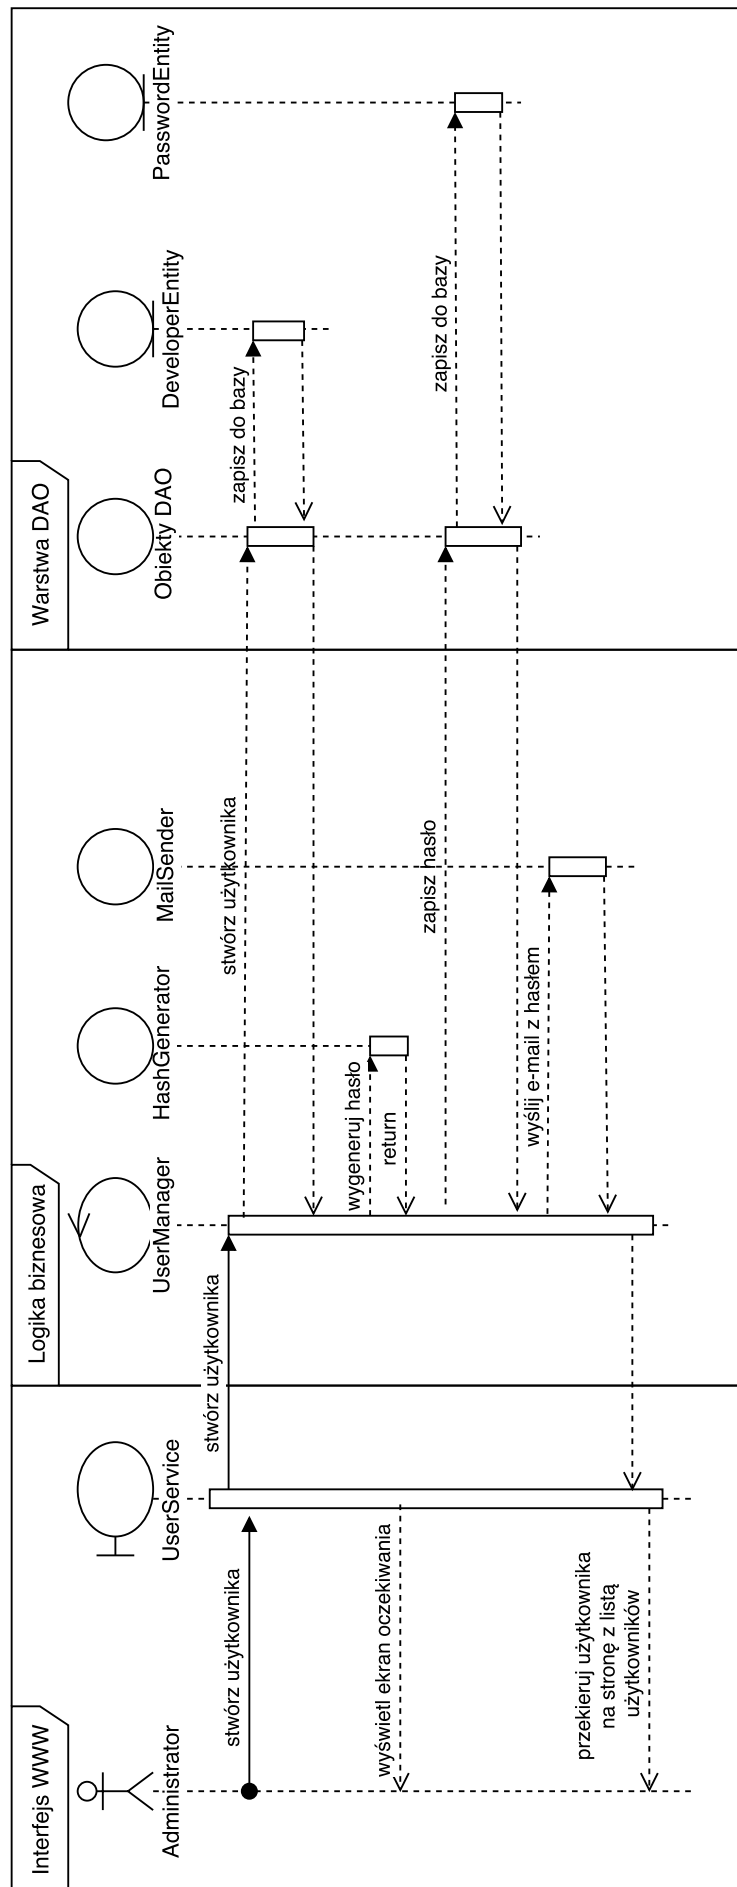 Interfejs WWW
Logika biznesowa
Warstwa DAO
Administrator
UserService
UserManager
HashGenerator
MailSender
Obiekty DAO
DeveloperEntity
PasswordEntity
stwórz użytkownika
stwórz użytkownika
stwórz użytkownika
zapisz do bazy
wygeneruj hasło
return
wyświetl ekran oczekiwania
zapisz hasło
zapisz do bazy
wyślij e-mail z hasłem
przekieruj użytkownika
na stronę z listą
użytkowników